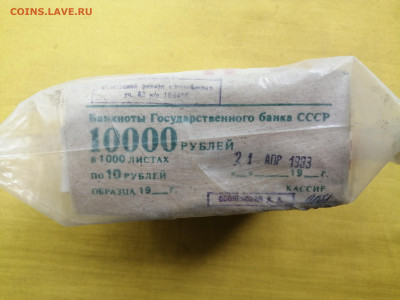 COINS.LAVE.RU
Банкноты Государственного банка СССР
10000 РУБЛЕЙ
в 1000 ЛИСТАХ
21 АПР 1993
ПО 10 РУБЛЕЙ
19 г.
ОБРАЗЦА 19 г.
КАССИР